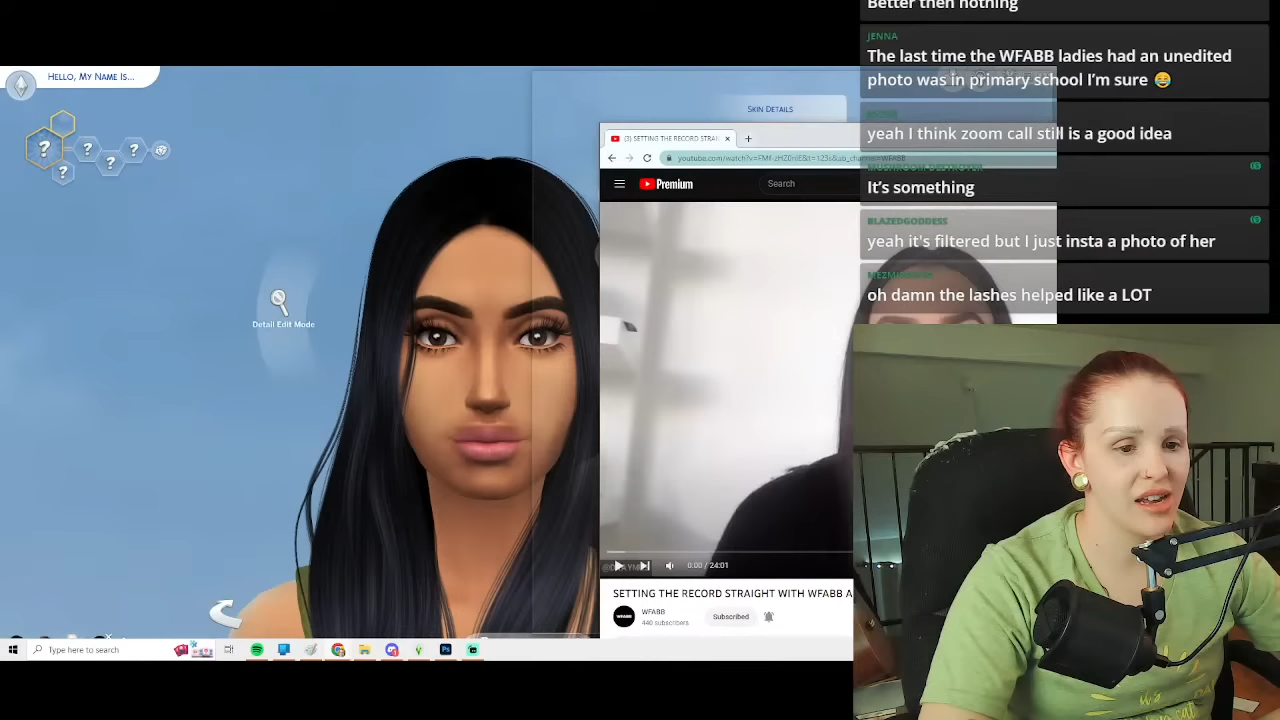 Better then nothing
HELLO, MY NAME IS...
JENNA
The last time the WFABB ladies had an unedited
photo was in primary school I'm sure 😂
SKIN DETAILS
(3) SETTING THE RECORD STRAI
yeah I think zoom call still is a good idea
Premium
Search
It's something
BLAZEDGODDESS
yeah it's filtered but I just insta a photo of her
oh damn the lashes helped like a LOT
Detail Edit Mode
0:00 / 24:01
SETTING THE RECORD STRAIGHT WITH WFABB A
WFABB
440 subscribers
Subscribed
Type here to search